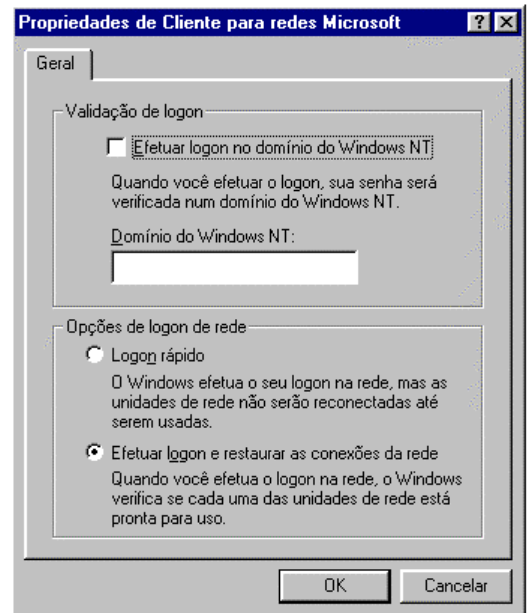 Propriedades de Cliente para redes Microsoft
Geral
Validação de logon
Efetuar logon no domínio do Windows NT
Quando você efetuar o logon, sua senha será
verificada num domínio do Windows NT.
Domínio do Windows NT:
Opções de logon de rede
Logon rápido
O Windows efetua o seu logon na rede, mas as
unidades de rede não serão reconectadas até
serem usadas.
Efetuar logon e restaurar as conexões da rede
Quando você efetua o logon na rede, o Windows
verifica se cada uma das unidades de rede está
pronta para uso.
OK Cancelar